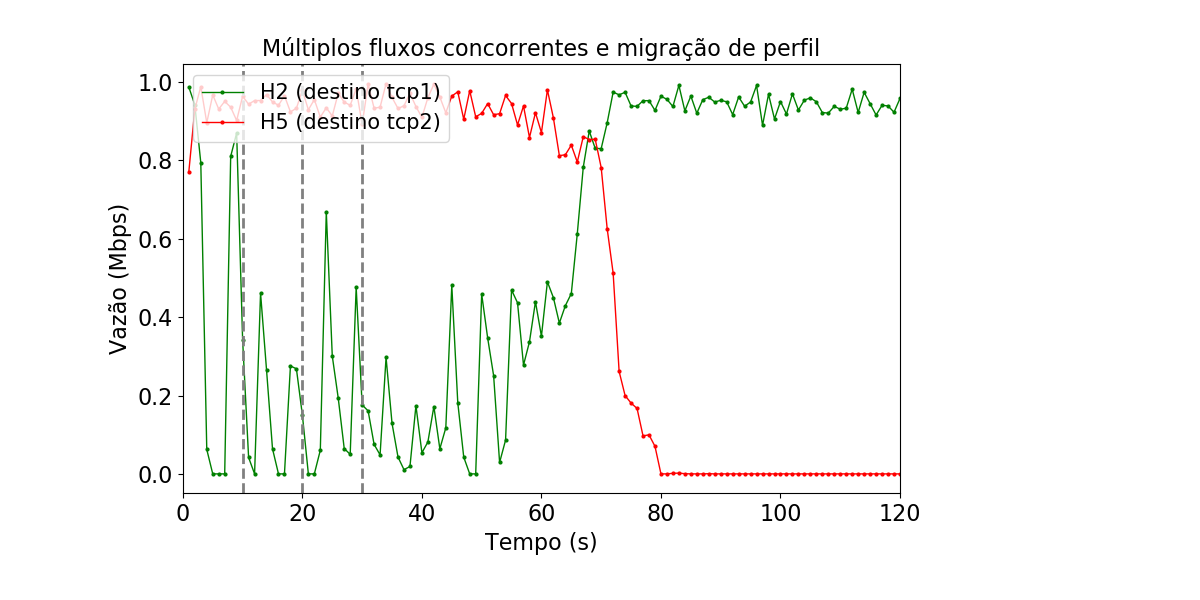 Múltiplos fluxos concorrentes e migração de perfil
H2 (destino tcp1)
H5 (destino tcp2)
Vazão (Mbps)
1.0
0.8
0.6
0.4
0.2
0.0
0 20 40 60 80 100 120
Tempo (s)